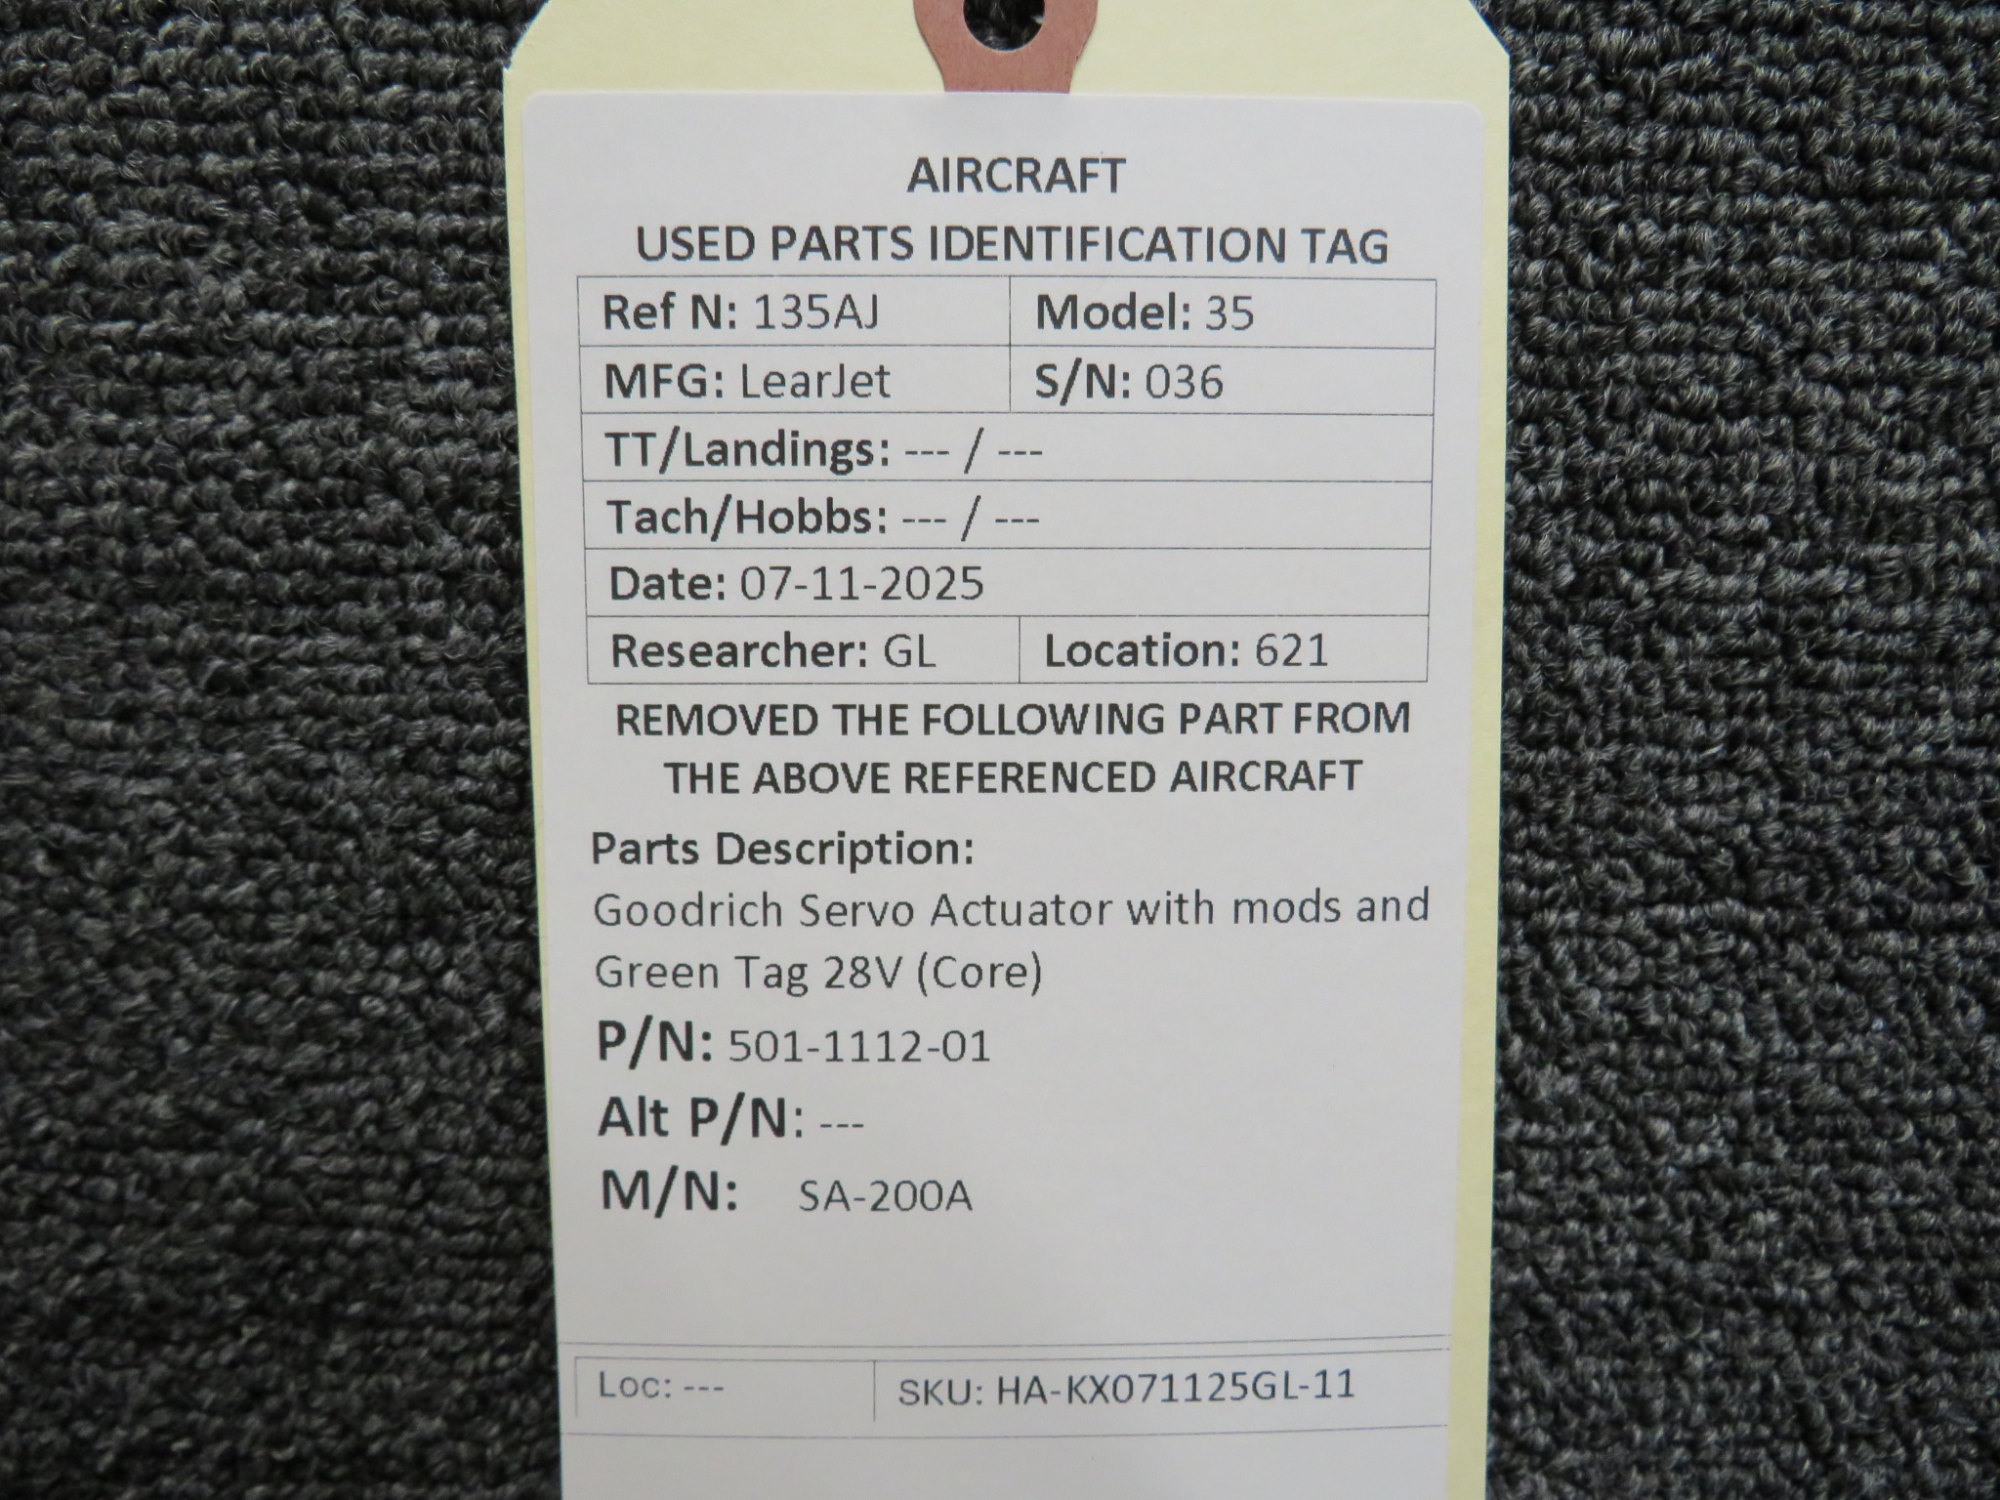 AIRCRAFT
USED PARTS IDENTIFICATION TAG
Ref N: 135AJ Model: 35
MFG: LearJet S/N: 036
TT/Landings: --- / ---
Tach/Hobbs: --- / ---
Date: 07-11-2025
Researcher: GL Location: 621
REMOVED THE FOLLOWING PART FROM
THE ABOVE REFERENCED AIRCRAFT
Parts Description:
Goodrich Servo Actuator with mods and
Green Tag 28V (Core)
P/N: 501-1112-01
Alt P/N: ---
M/N: SA-200A
Loc: --- SKU: HA-KX071125GL-11